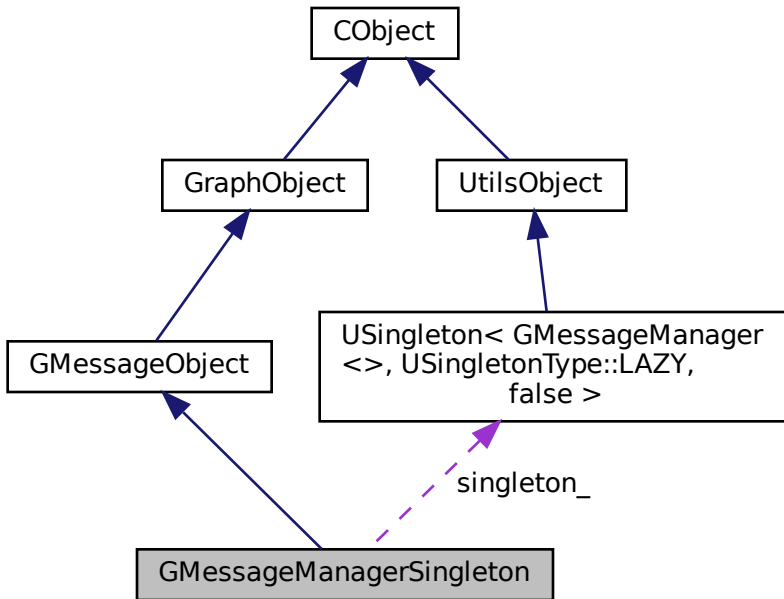 CObject
GraphObject
UtilsObject
USingleton< GMessageManager
<>, USingletonType::LAZY,
false >
GMessageObject
singleton_
GMessageManagerSingleton